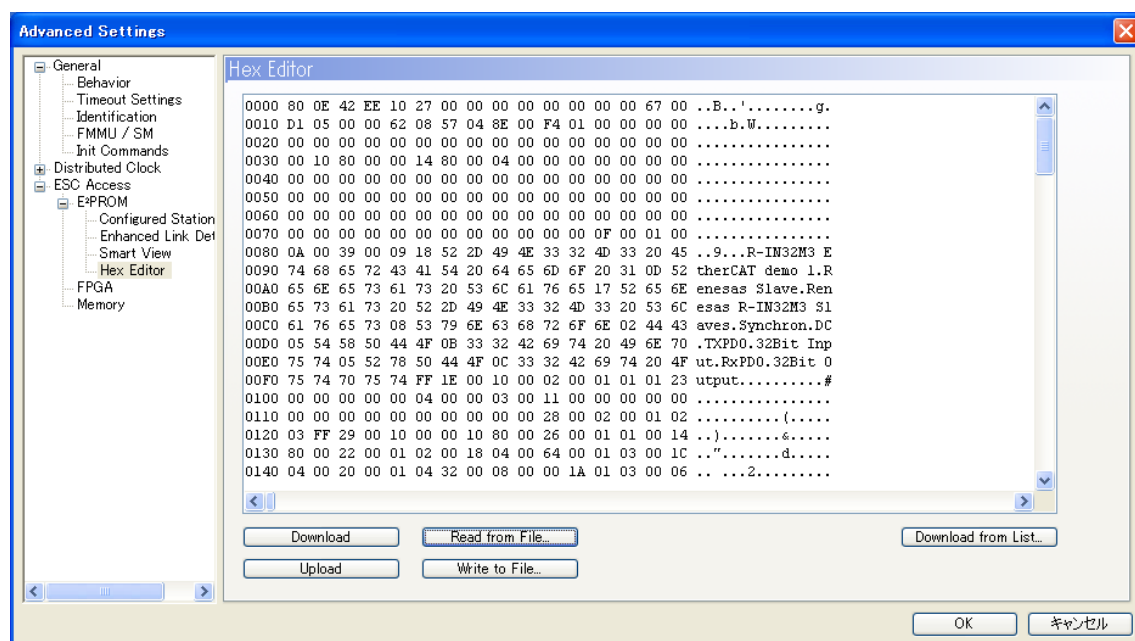 Advanced Settings
General
Behavior
Timeout Settings
Identification
FMMU / SM
Init Commands
Distributed Clock
ESC Access
E²PROM
Configured Station
Enhanced Link Det
Smart View
Hex Editor
FPGA
Memory
Hex Editor
0000 80 0E 42 EE 10 27 00 00 00 00 00 00 00 00 67 00 ..B..'........g.
0010 D1 05 00 00 62 08 57 04 8E 00 F4 01 00 00 00 00 ....b.W.........
0020 00 00 00 00 00 00 00 00 00 00 00 00 00 00 00 00 ................
0030 00 10 80 00 00 14 80 00 04 00 00 00 00 00 00 00 ................
0040 00 00 00 00 00 00 00 00 00 00 00 00 00 00 00 00 ................
0050 00 00 00 00 00 00 00 00 00 00 00 00 00 00 00 00 ................
0060 00 00 00 00 00 00 00 00 00 00 00 00 00 00 00 00 ................
0070 00 00 00 00 00 00 00 00 00 00 00 00 0F 00 01 00 ................
0080 0A 00 39 00 09 18 52 2D 49 4E 33 32 4D 33 20 45 ..9...R-IN32M3 E
0090 74 68 65 72 43 41 54 20 64 65 6D 6F 20 31 0D 52 therCAT demo 1.R
00A0 65 6E 65 73 61 73 20 53 6C 61 76 65 17 52 65 6E enesas Slave.Ren
00B0 65 73 61 73 20 52 2D 49 4E 33 32 4D 33 20 53 6C esas R-IN32M3 Sl
00C0 61 76 65 73 08 53 79 6E 63 68 72 6F 6E 02 44 43 aves.Synchron.DC
00D0 05 54 58 50 44 4F 0B 33 32 42 69 74 20 49 6E 70 .TXPDO.32Bit Inp
00E0 75 74 05 52 78 50 44 4F 0C 33 32 42 69 74 20 4F ut.RxPDO.32Bit O
00F0 75 74 70 75 74 FF 1E 00 10 00 02 00 01 01 01 23 utput..........#
0100 00 00 00 00 00 04 00 00 03 00 11 00 00 00 00 00 ................
0110 00 00 00 00 00 00 00 00 00 00 28 00 02 00 01 02 ..........(.....
0120 03 FF 29 00 10 00 00 10 80 00 26 00 01 01 00 14 ..).......&.....
0130 80 00 22 00 01 02 00 18 04 00 64 00 01 03 00 1C ..".......d.....
0140 04 00 20 00 01 04 32 00 08 00 00 1A 01 03 00 06 .. ...2.........
Download
Read from File...
Download from List...
Upload
Write to File...
OK
キャンセル